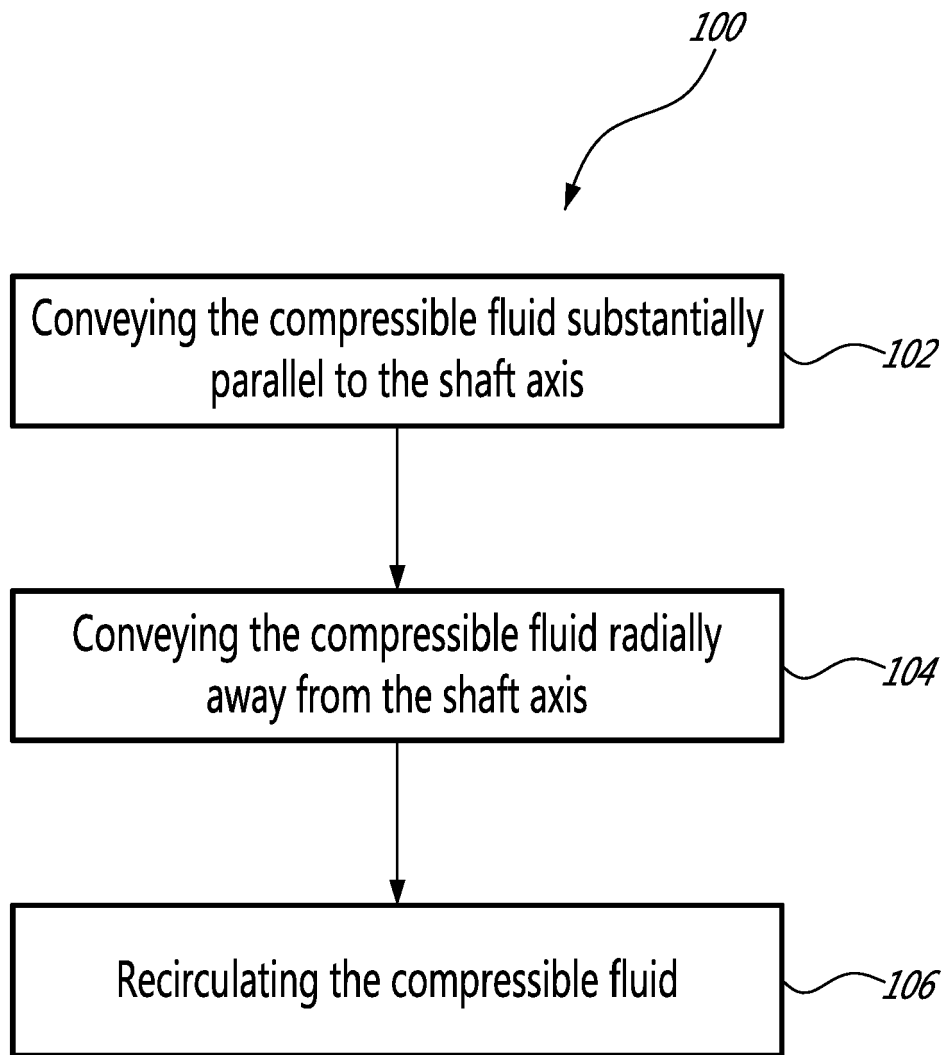 100
Conveying the compressible fluid substantially
parallel to the shaft axis
102
Conveying the compressible fluid radially
away from the shaft axis
104
Recirculating the compressible fluid
106